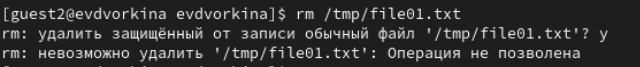 [guest2@evdvorkina evdvorkina]$ rm /tmp/file01.txt
rm: удалить защищённый от записи обычный файл '/tmp/file01.txt'? y
rm: невозможно удалить '/tmp/file01.txt': Операция не позволена